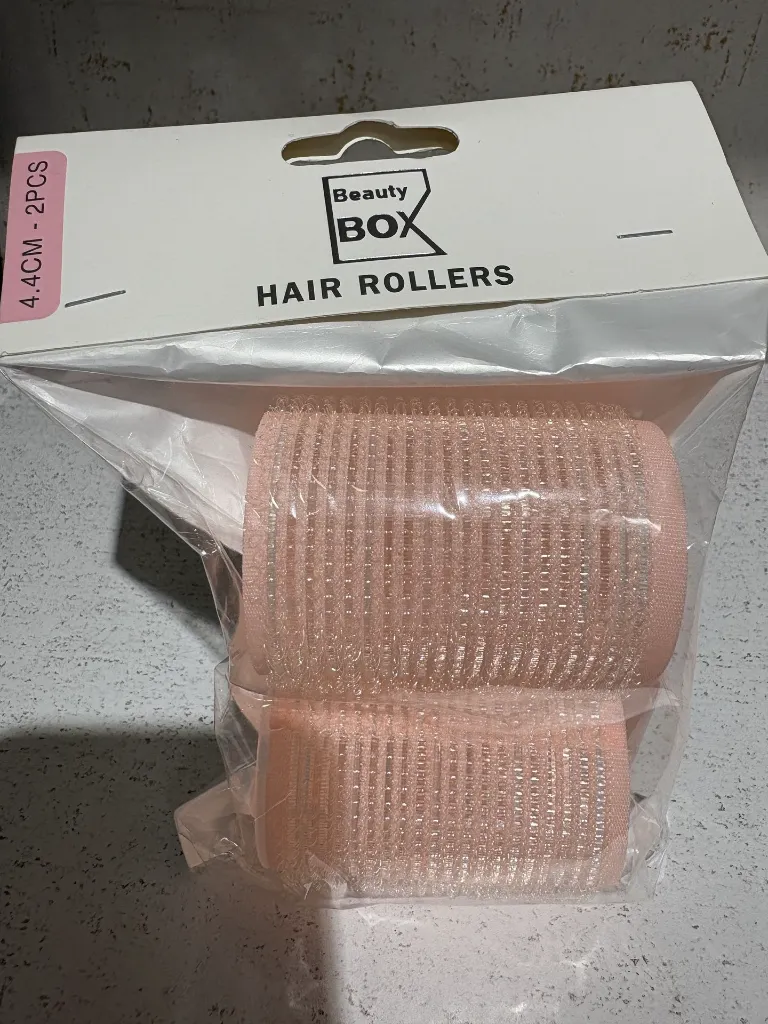 4.4CM - 2PCS
Beauty
BOX
HAIR ROLLERS